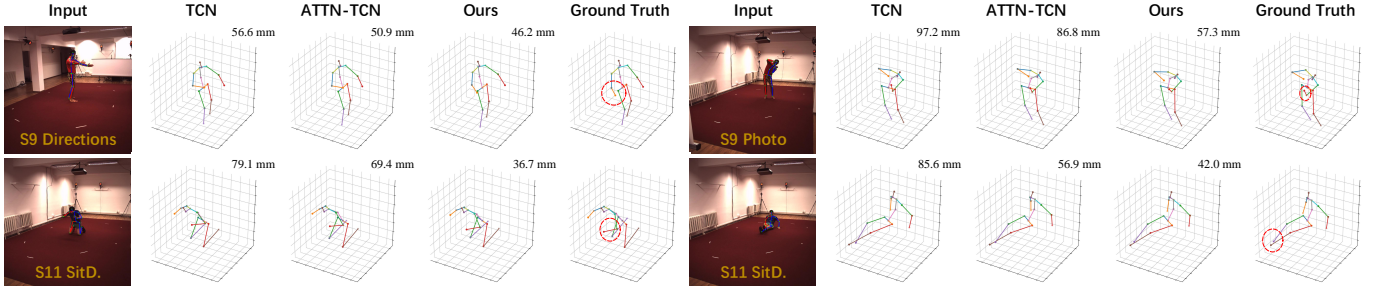 Input TCN ATTN-TCN Ours Ground Truth Input TCN ATTN-TCN Ours Ground Truth
56.6 mm 50.9 mm 46.2 mm 97.2 mm 86.8 mm 57.3 mm
S9 Directions S9 Photo
79.1 mm 69.4 mm 36.7 mm 85.6 mm 56.9 mm 42.0 mm
S11 SitD. S11 SitD.